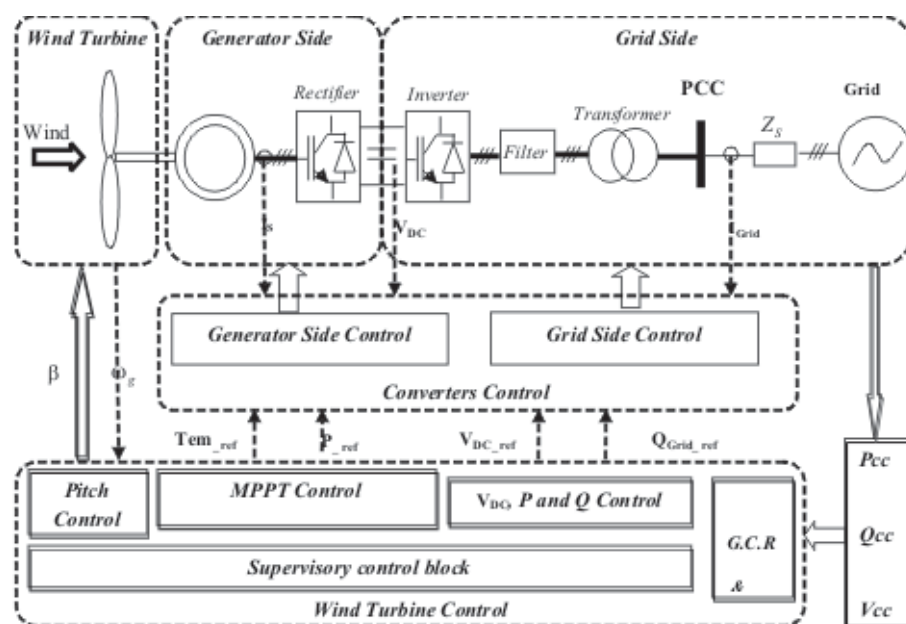 Wind Turbine
Generator Side
Grid Side
Rectifier
Inverter
Transformer
PCC
Grid
Wind
Filter
Z_S
V_DC
I_Grid
Generator Side Control
Grid Side Control
Converters Control
β
ω_g
Tem_ref
P_ref
V_DC_ref
Q_Grid_ref
Pitch
Control
MPPT Control
V_DC, P and Q Control
G.C.R
&
Supervisory control block
Wind Turbine Control
Pcc
Qcc
Vcc